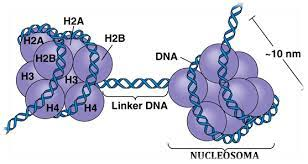 H2A
H2A
H2B
H2B
H3
H3
H4
H4
Linker DNA
DNA
~10 nm
NUCLEOSOMA